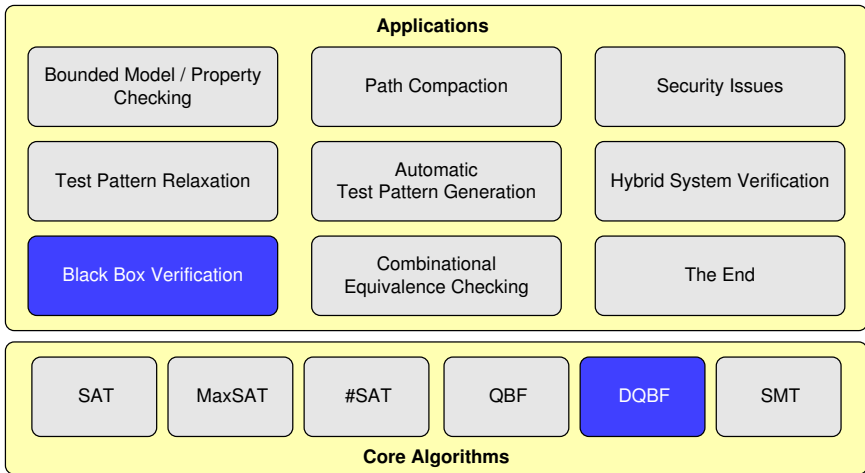 Applications
Bounded Model / Property
Checking
Path Compaction
Security Issues
Test Pattern Relaxation
Automatic
Test Pattern Generation
Hybrid System Verification
Black Box Verification
Combinational
Equivalence Checking
The End
SAT
MaxSAT
#SAT
QBF
DQBF
SMT
Core Algorithms